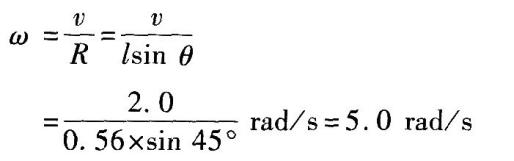 ω = v/R = v/(l sin θ)
= 2.0/(0.56×sin 45°) rad/s = 5.0 rad/s